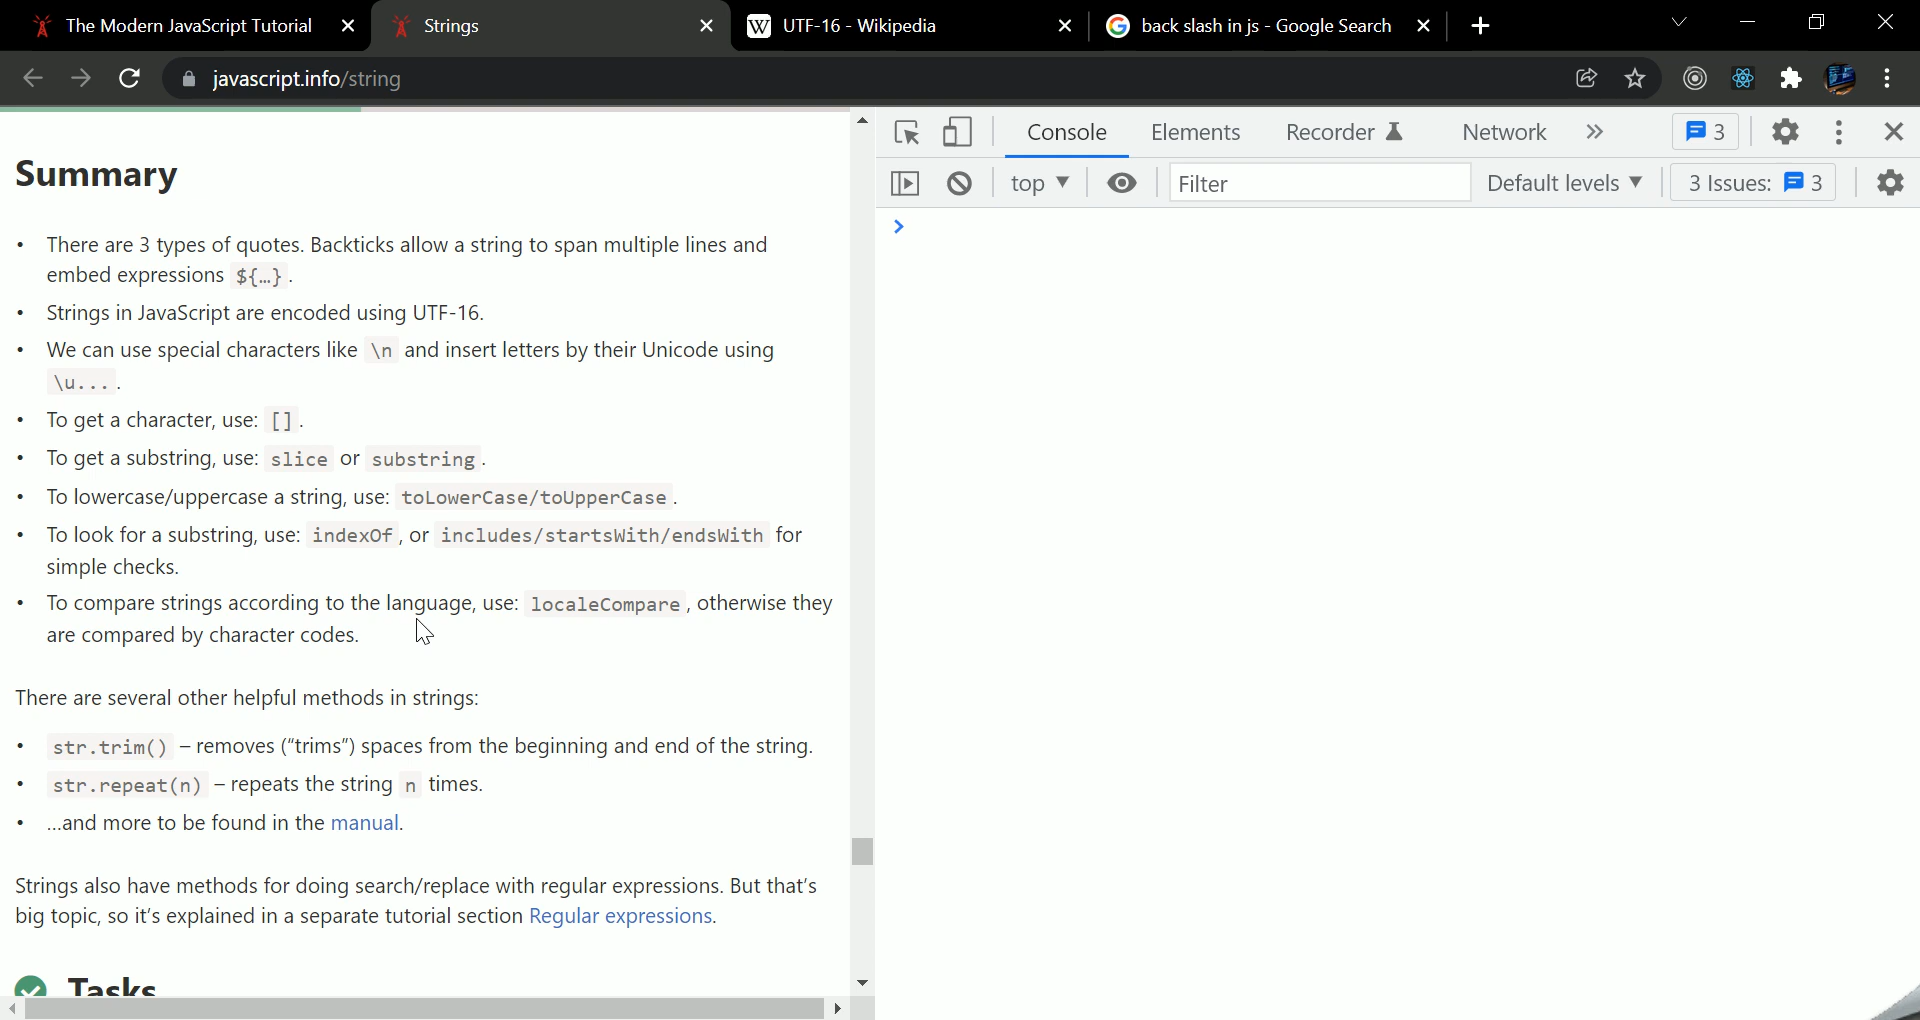 The Modern JavaScript Tutorial
Strings
UTF-16 - Wikipedia
back slash in js - Google Search
javascript.info/string
Console
Elements
Recorder
Network
3
top
Filter
Default levels
3 Issues: 3
Summary
• There are 3 types of quotes. Backticks allow a string to span multiple lines and
embed expressions ${…}.
• Strings in JavaScript are encoded using UTF-16.
• We can use special characters like \n and insert letters by their Unicode using
\u....
• To get a character, use: [].
• To get a substring, use: slice or substring.
• To lowercase/uppercase a string, use: toLowerCase/toUpperCase.
• To look for a substring, use: indexOf, or includes/startsWith/endsWith for
simple checks.
• To compare strings according to the language, use: localeCompare, otherwise they
are compared by character codes.
There are several other helpful methods in strings:
• str.trim() – removes (“trims”) spaces from the beginning and end of the string.
• str.repeat(n) – repeats the string n times.
• …and more to be found in the manual.
Strings also have methods for doing search/replace with regular expressions. But that’s
big topic, so it’s explained in a separate tutorial section Regular expressions.
Tasks